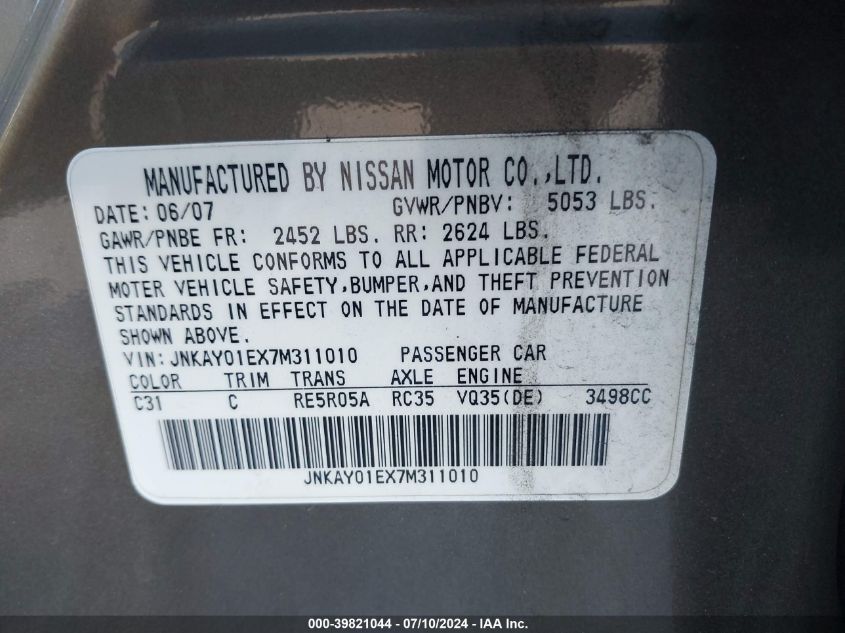 MANUFACTURED BY NISSAN MOTOR CO.,LTD.
DATE: 06/07 GVWR/PNBV: 5053 LBS.
GAWR/PNBE FR: 2452 LBS. RR: 2624 LBS.
THIS VEHICLE CONFORMS TO ALL APPLICABLE FEDERAL
MOTER VEHICLE SAFETY,BUMPER,AND THEFT PREVENTION
STANDARDS IN EFFECT ON THE DATE OF MANUFACTURE
SHOWN ABOVE.
VIN: JNKAY01EX7M311010 PASSENGER CAR
COLOR TRIM TRANS AXLE ENGINE
C31 C RE5R05A RC35 VQ35(DE) 3498CC
JNKAY01EX7M311010
000-39821044 / 07/10/2024 - IAA Inc.